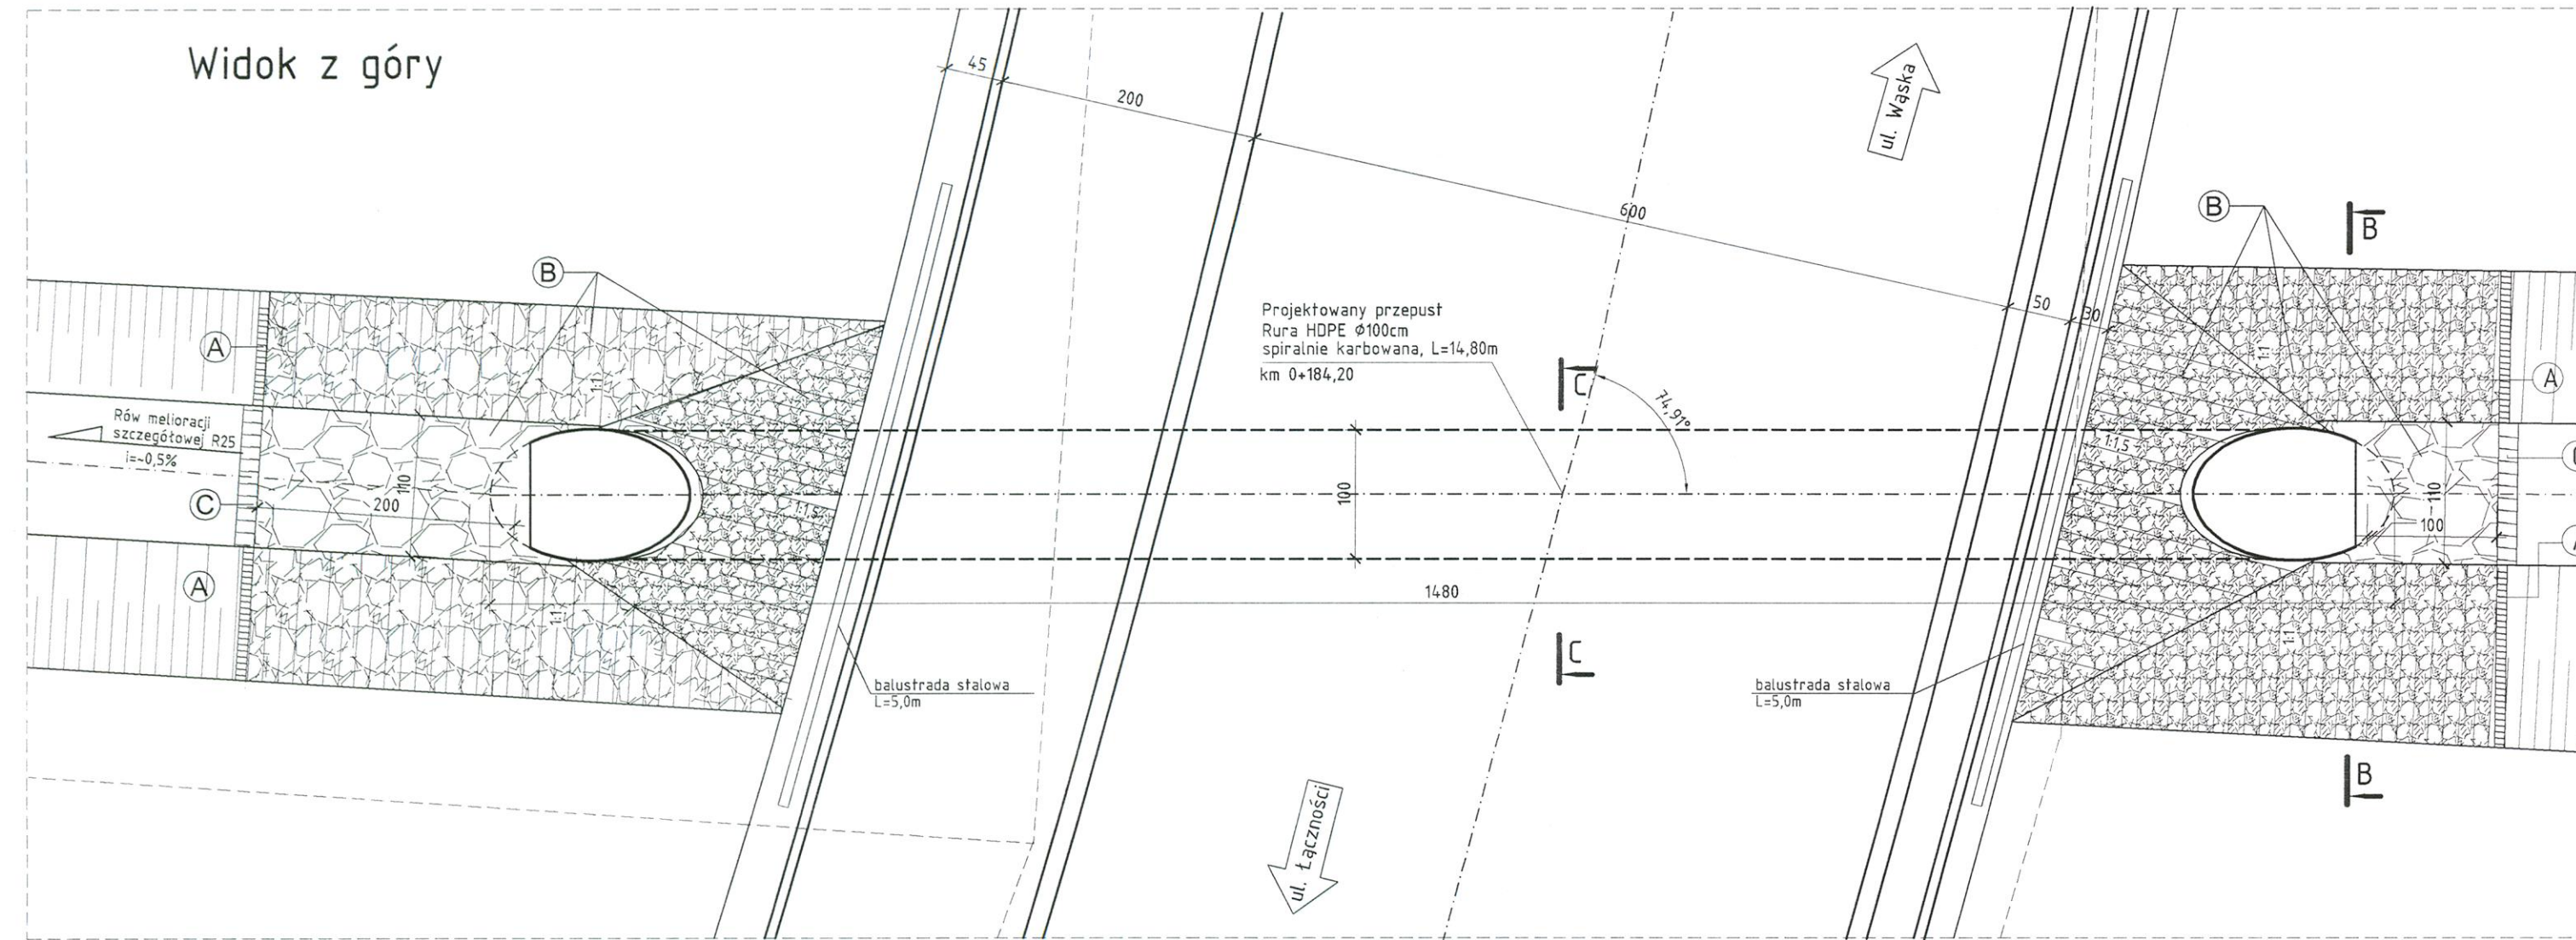 Widok z góry
45
200
600
50
30
ul. Wąska
B
B
B
A
1:1
Projektowany przepust
Rura HDPE Ø100cm
spiralnie karbowana, L=14,80m
km 0+184,20
C
74,91°
1:1
A
Rów melioracji
szczegółowej R25
i=~0,5%
1:1,5
C
200
110
1:1,5
100
110
100
A
1:1
1480
1:1
C
balustrada stalowa
L=5,0m
balustrada stalowa
L=5,0m
B
ul. Łączności